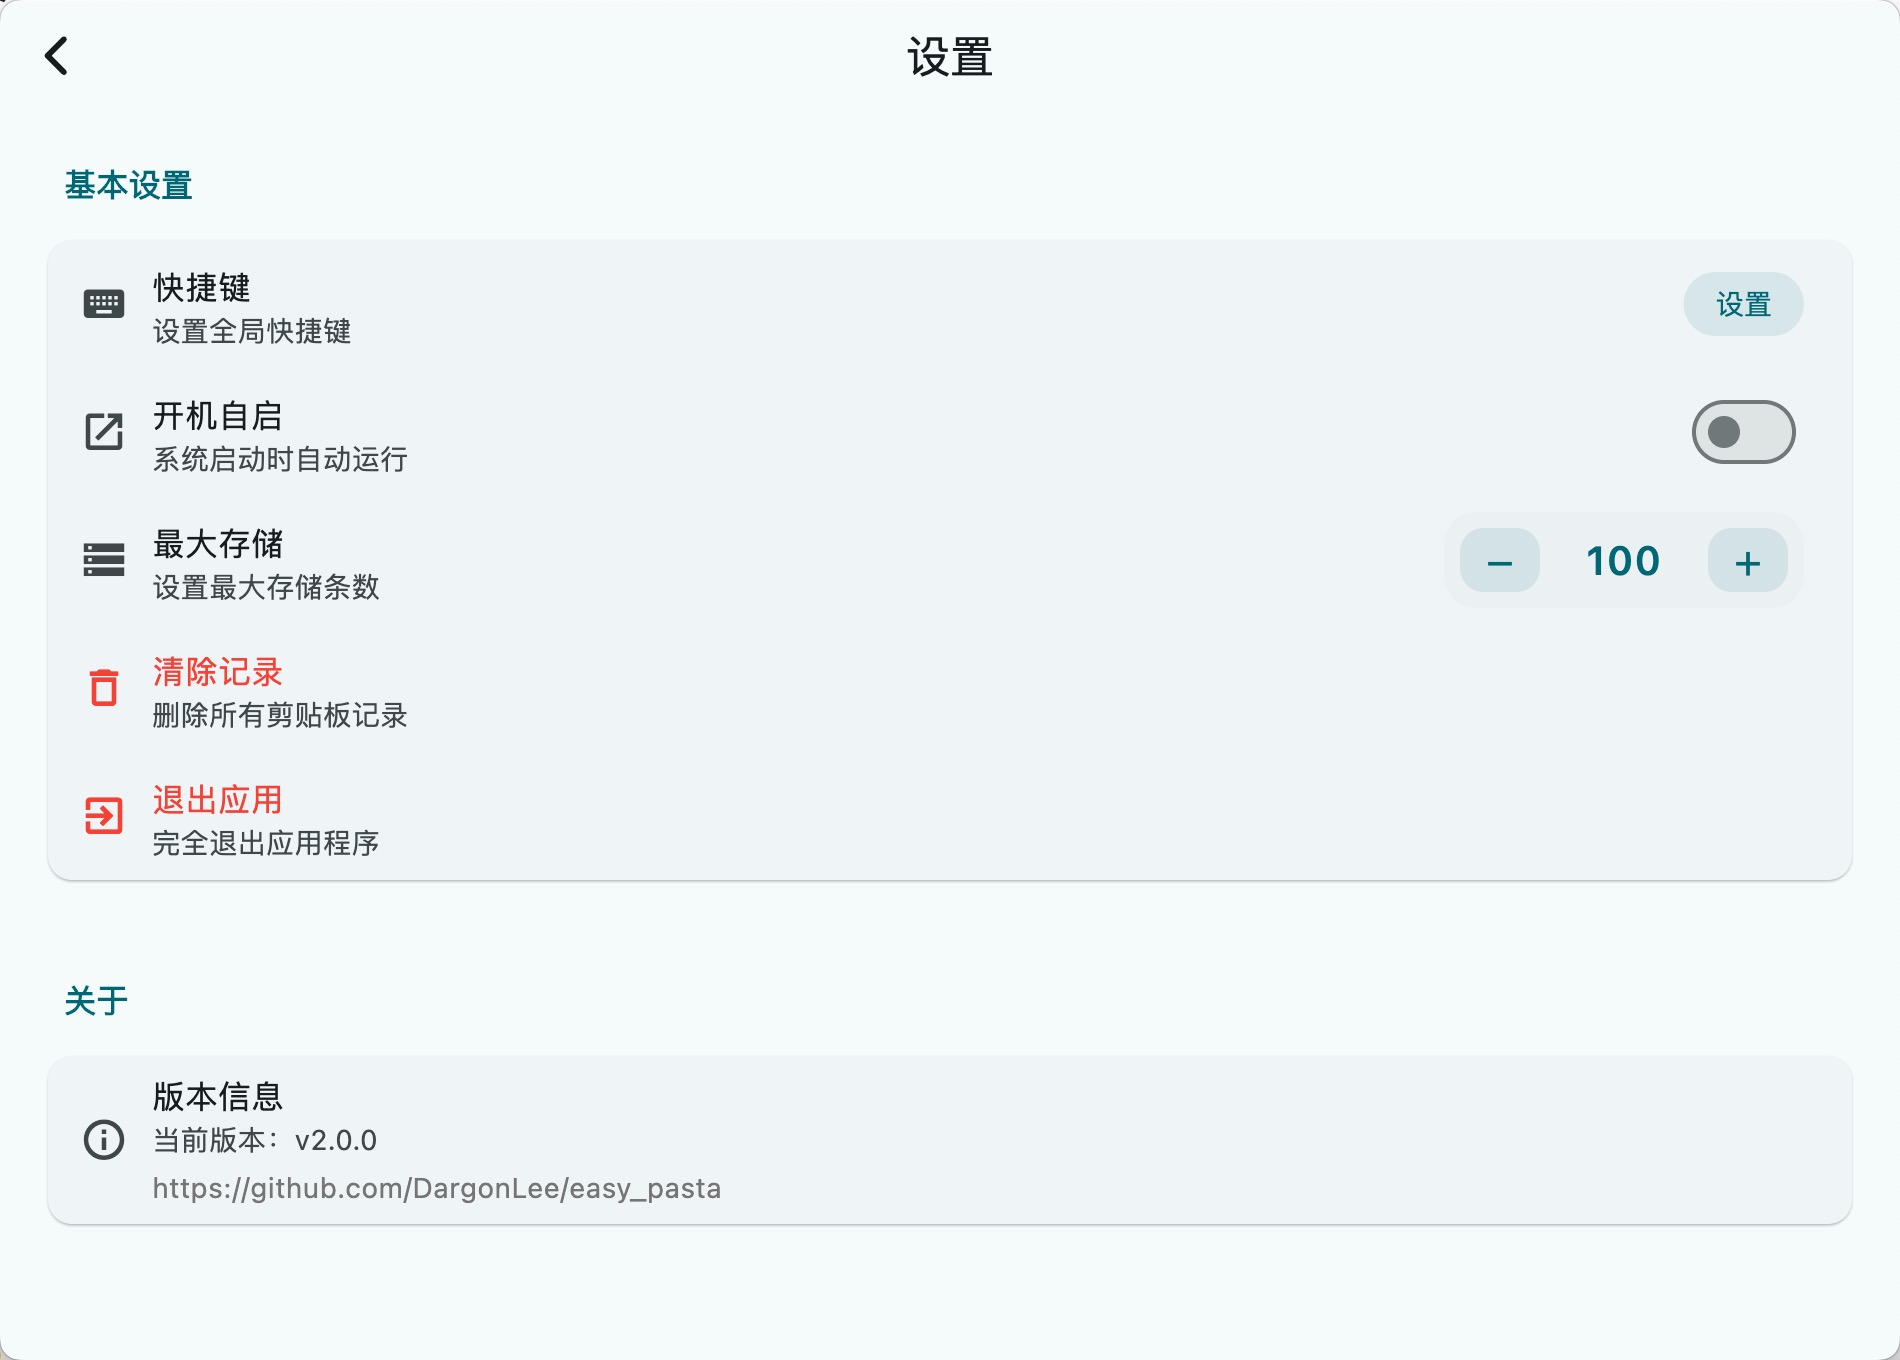 设置
基本设置
快捷键
设置全局快捷键
设置
开机自启
系统启动时自动运行
最大存储
设置最大存储条数
− 100 +
清除记录
删除所有剪贴板记录
退出应用
完全退出应用程序
关于
版本信息
当前版本：v2.0.0
https://github.com/DargonLee/easy_pasta